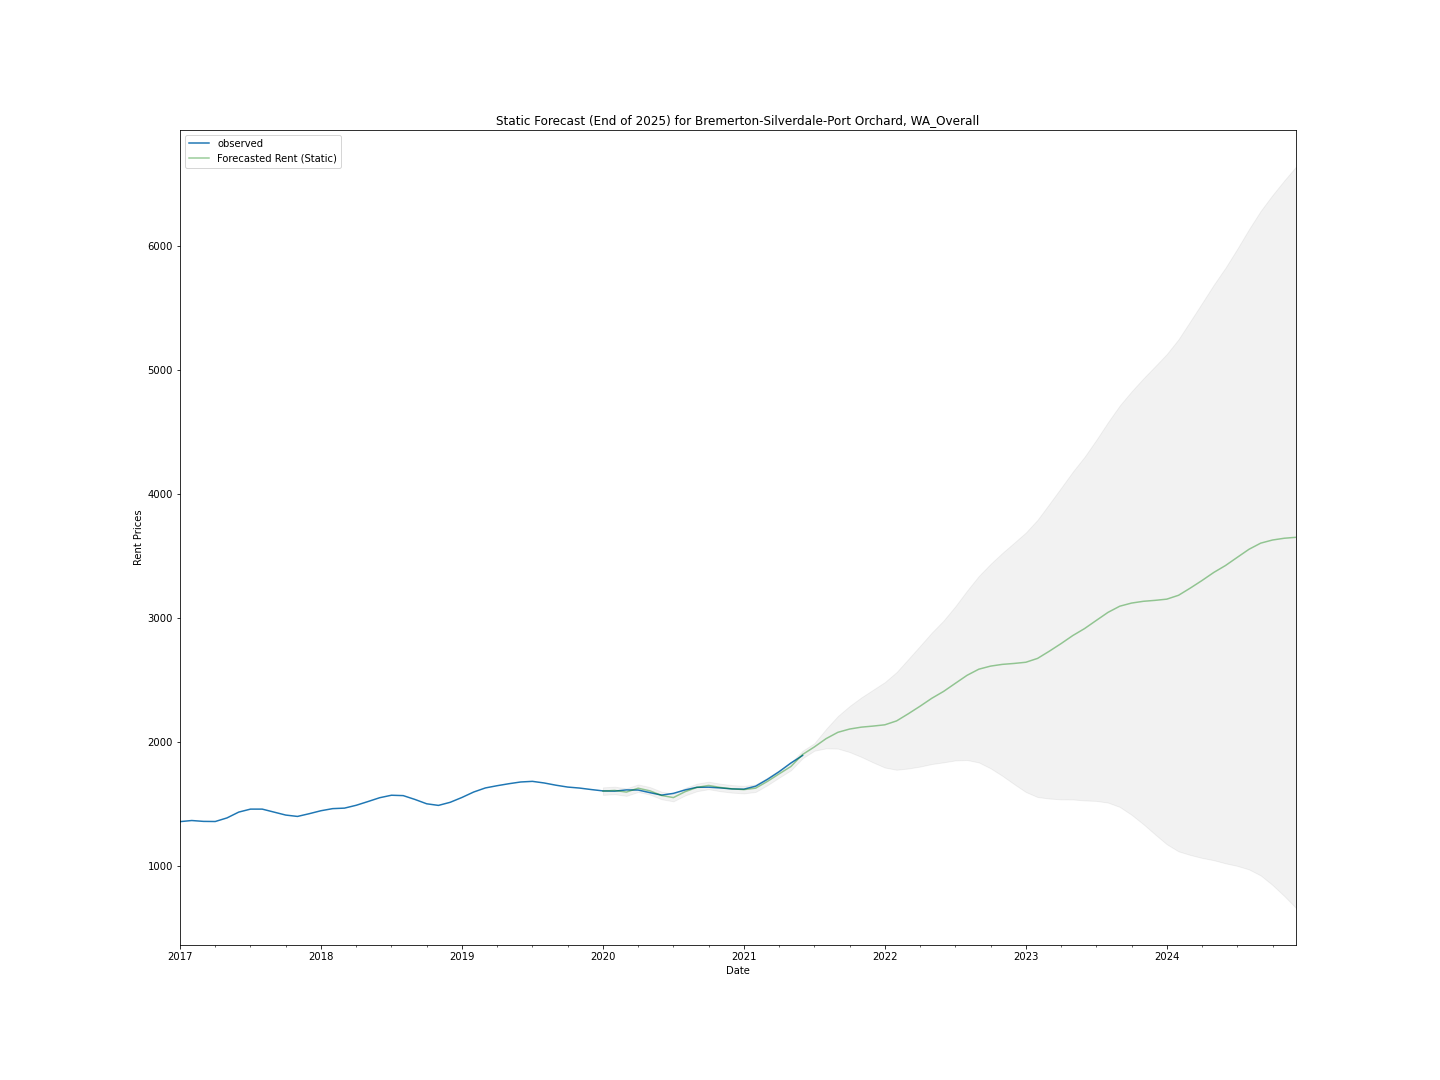 Static Forecast (End of 2025) for Bremerton-Silverdale-Port Orchard, WA_Overall
observed
Forecasted Rent (Static)
6000
5000
4000
3000
2000
1000
Rent Prices
2017 2018 2019 2020 2021 2022 2023 2024
Date